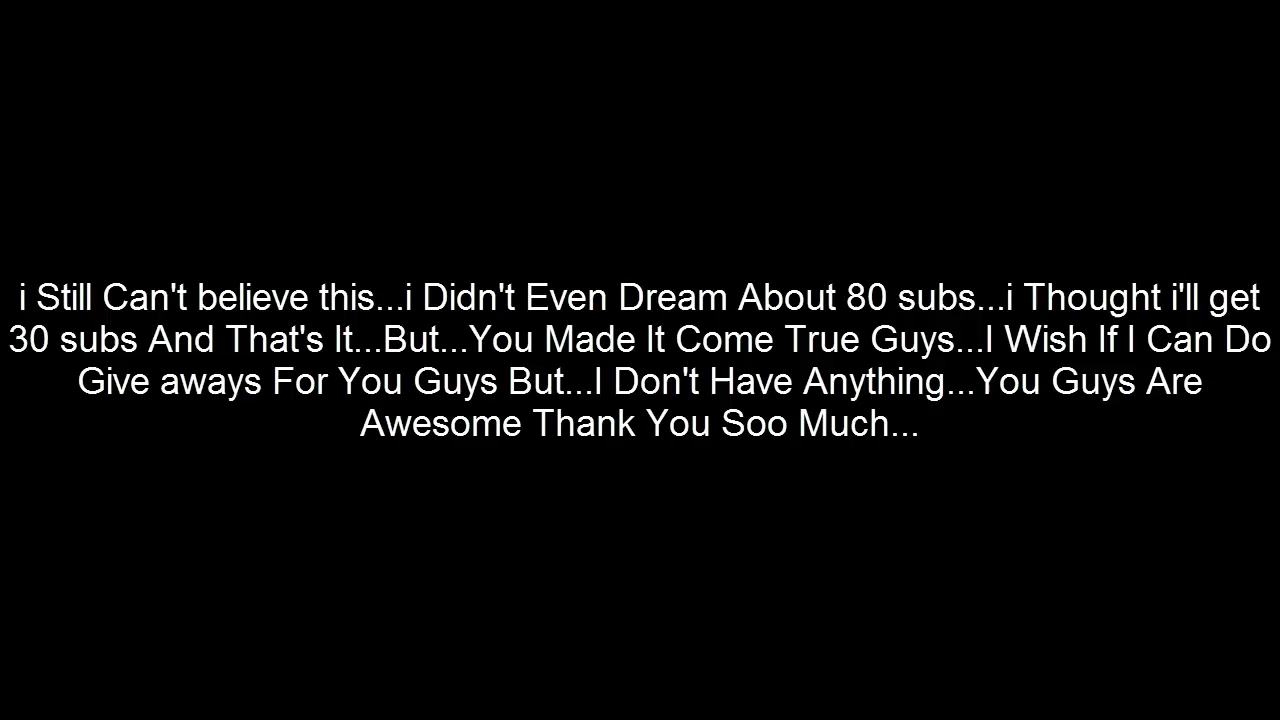 i Still Can't believe this...i Didn't Even Dream About 80 subs...i Thought i'll get
30 subs And That's It...But...You Made It Come True Guys...I Wish If I Can Do
Give aways For You Guys But...I Don't Have Anything...You Guys Are
Awesome Thank You Soo Much...